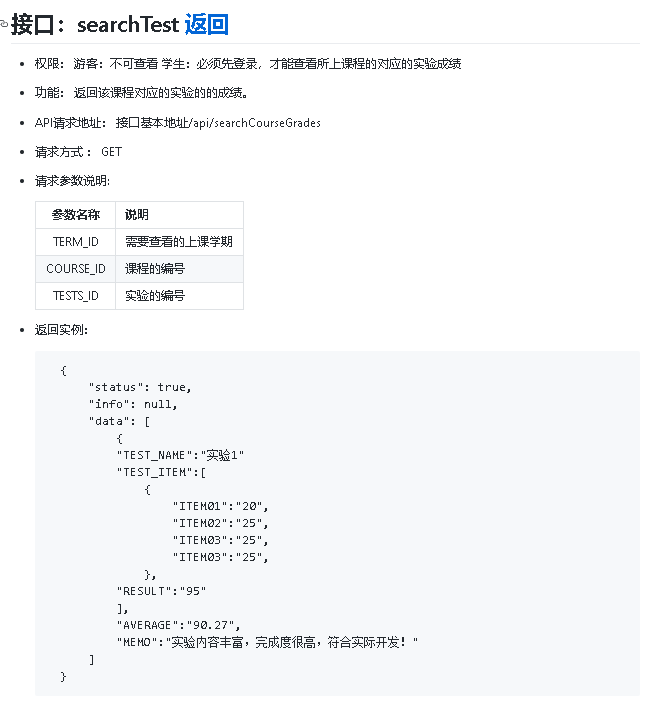 接口：searchTest 返回
权限： 游客：不可查看 学生：必须先登录，才能查看所上课程的对应的实验成绩
功能： 返回该课程对应的实验的的成绩。
API请求地址： 接口基本地址/api/searchCourseGrades
请求方式 ： GET
请求参数说明:
参数名称 说明
TERM_ID 需要查看的上课学期
COURSE_ID 课程的编号
TESTS_ID 实验的编号
返回实例：
{
"status": true,
"info": null,
"data": [
{
"TEST_NAME":"实验1"
"TEST_ITEM":[
{
"ITEM01":"20",
"ITEM02":"25",
"ITEM03":"25",
"ITEM03":"25",
},
"RESULT":"95"
],
"AVERAGE":"90.27",
"MEMO":"实验内容丰富，完成度很高，符合实际开发！"
]
}